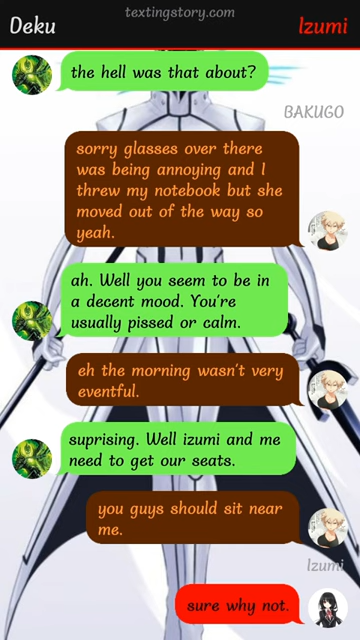 textingstory.com
Deku
Izumi
the hell was that about?
BAKUGO
sorry glasses over there
was being annoying and I
threw my notebook but she
moved out of the way so
yeah.
ah. Well you seem to be in
a decent mood. You're
usually pissed or calm.
eh the morning wasn't very
eventful.
suprising. Well izumi and me
need to get our seats.
you guys should sit near
me.
Izumi
sure why not.